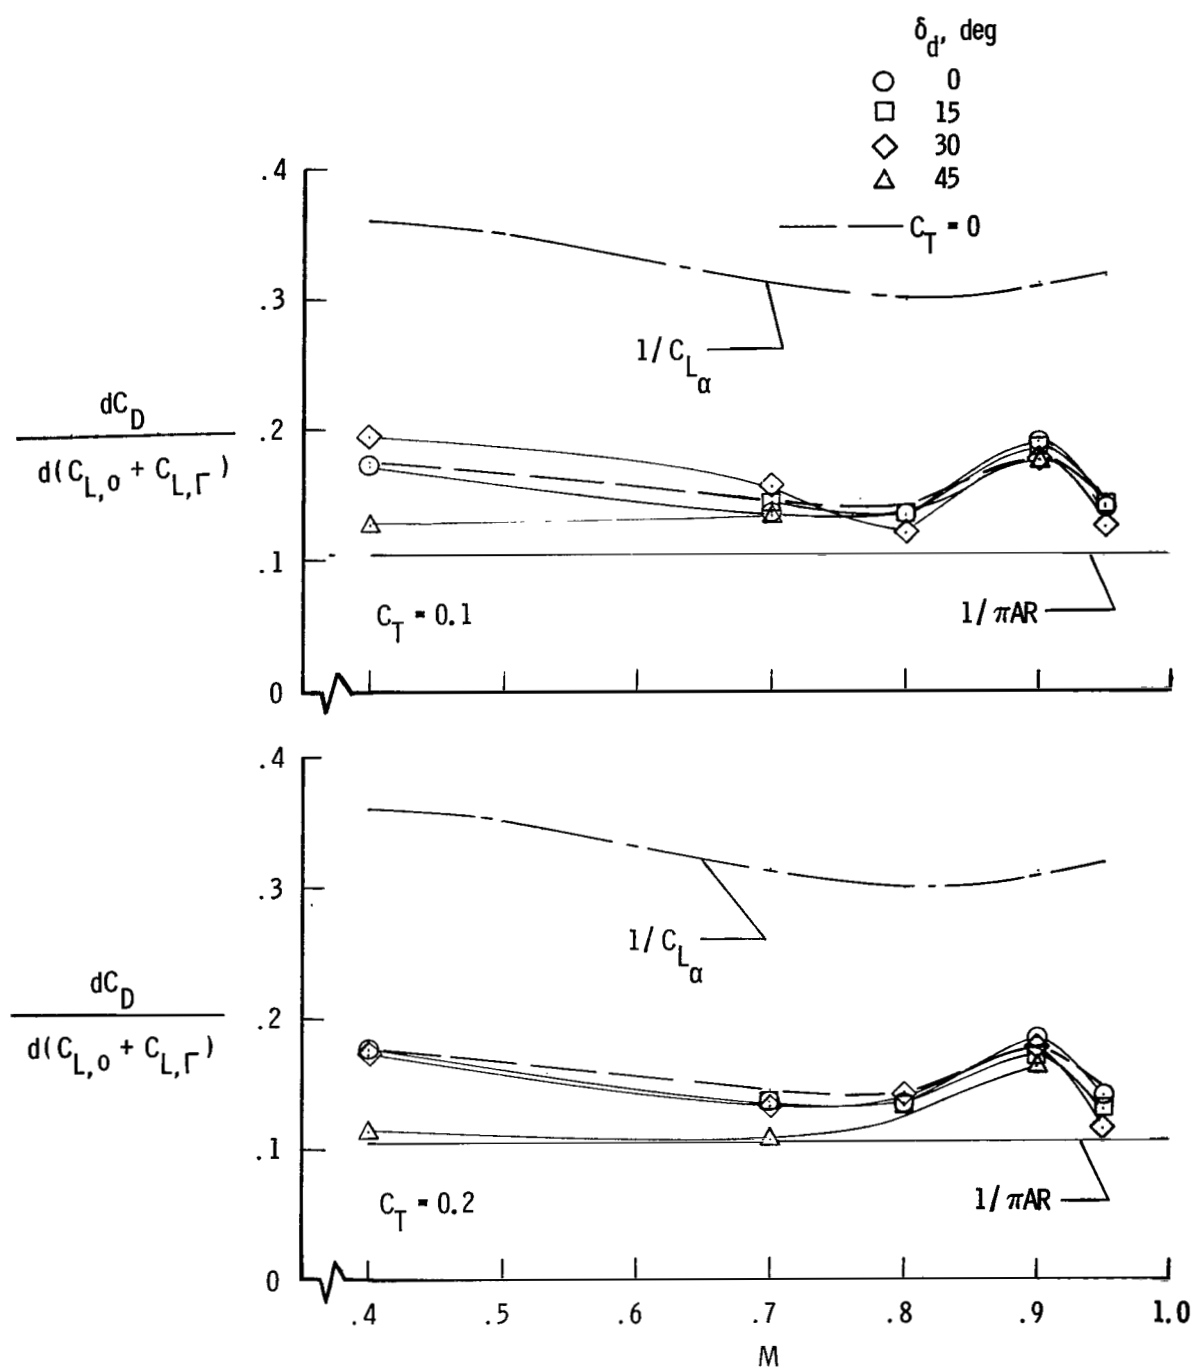 δd, deg
0
15
30
45
CT = 0
.4
.3
1/CLα
dCD
d(CL,o + CL,Γ)
.2
.1
CT = 0.1
1/πAR
0
.4
.3
1/CLα
dCD
d(CL,o + CL,Γ)
.2
.1
CT = 0.2
1/πAR
0
.4 .5 .6 .7 .8 .9 1.0
M